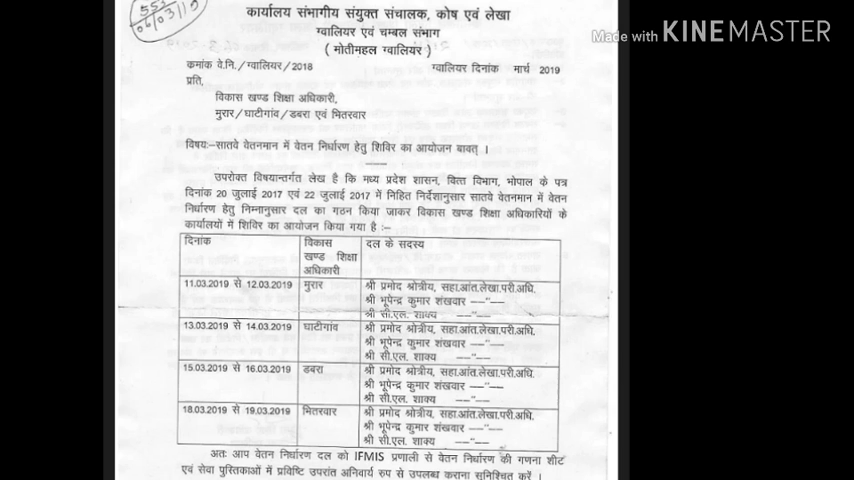 552
06/03/19
Made with KINEMASTER
कार्यालय संभागीय संयुक्त संचालक, कोष एवं लेखा
ग्वालियर एवं चम्बल संभाग
( मोतीमहल ग्वालियर )
कमांक वे.नि./ग्वालियर/2018 ग्वालियर दिनांक मार्च 2019
प्रति,
विकास खण्ड शिक्षा अधिकारी,
मुरार/घाटीगांव/डबरा एवं भितरवार
विषयः–सातवे वेतनमान में वेतन निर्धारण हेतु शिविर का आयोजन बावत् ।
उपरोक्त विषयान्तर्गत लेख है कि मध्य प्रदेश शासन, वित्त विभाग, भोपाल के पत्र
दिनांक 20 जुलाई 2017 एवं 22 जुलाई 2017 में निहित निर्देशानुसार सातवे वेतनमान में वेतन
निर्धारण हेतु निम्नानुसार दल का गठन किया जाकर विकास खण्ड शिक्षा अधिकारियों के
कार्यालयों में शिविर का आयोजन किया गया है :–
दिनांक विकास खण्ड शिक्षा अधिकारी दल के सदस्य
11.03.2019 से 12.03.2019 मुरार श्री प्रमोद श्रोत्रीय, सहा.आंत.लेखा.परी.अधि.
श्री भूपेन्द्र कुमार शंखवार —"—
श्री सी.एल. शाक्य —"—
13.03.2019 से 14.03.2019 घाटीगांव श्री प्रमोद श्रोत्रीय, सहा.आंत.लेखा.परी.अधि.
श्री भूपेन्द्र कुमार शंखवार —"—
श्री सी.एल. शाक्य —"—
15.03.2019 से 16.03.2019 डबरा श्री प्रमोद श्रोत्रीय, सहा.आंत.लेखा.परी.अधि.
श्री भूपेन्द्र कुमार शंखवार —"—
श्री सी.एल. शाक्य —"—
18.03.2019 से 19.03.2019 भितरवार श्री प्रमोद श्रोत्रीय, सहा.आंत.लेखा.परी.अधि.
श्री भूपेन्द्र कुमार शंखवार —"—
श्री सी.एल. शाक्य —"—
अतः आप वेतन निर्धारण दल को IFMIS प्रणाली से वेतन निर्धारण की गणना शीट
एवं सेवा पुस्तिकाओं में प्रविष्टि उपरांत अनिवार्य रुप से उपलब्ध कराना सुनिश्चित करें ।